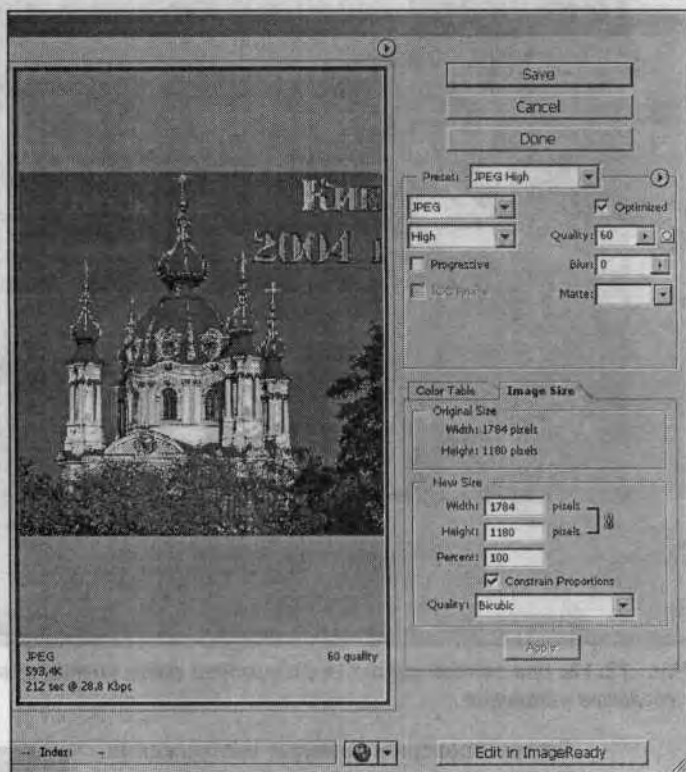 Save
Cancel
Done
Preset: JPEG High
JPEG
Optimized
High
Quality: 60
Progressive
Blur: 0
Matte:
Ки
2004 г
Color Table
Image Size
Original Size
Width: 1784 pixels
Height: 1180 pixels
New Size
Width: 1784 pixels
Height: 1180 pixels
Percent: 100
Constrain Proportions
Quality: Bicubic
Apply
JPEG
60 quality
593,4K
212 sec @ 28,8 Kbps
-- Index: -
Edit in ImageReady